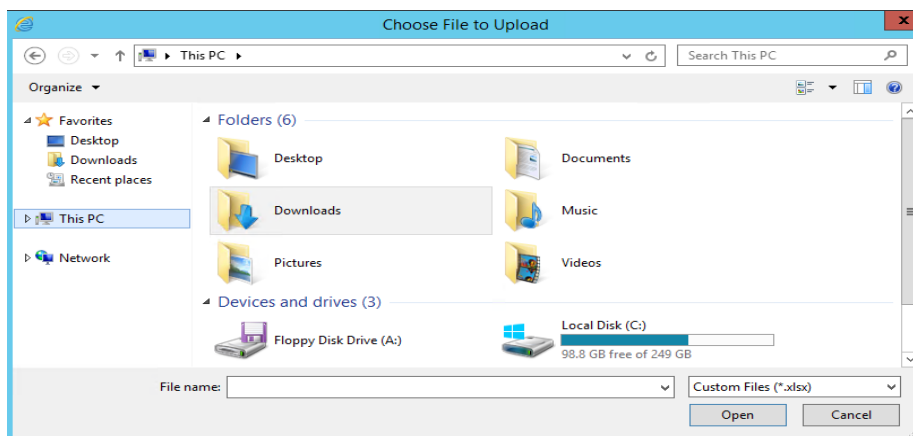 Choose File to Upload
x
This PC
Search This PC
Organize
Favorites
Desktop
Downloads
Recent places
This PC
Network
Folders (6)
Desktop
Documents
Downloads
Music
Pictures
Videos
Devices and drives (3)
Floppy Disk Drive (A:)
Local Disk (C:)
98.8 GB free of 249 GB
File name:
Custom Files (*.xlsx)
Open
Cancel